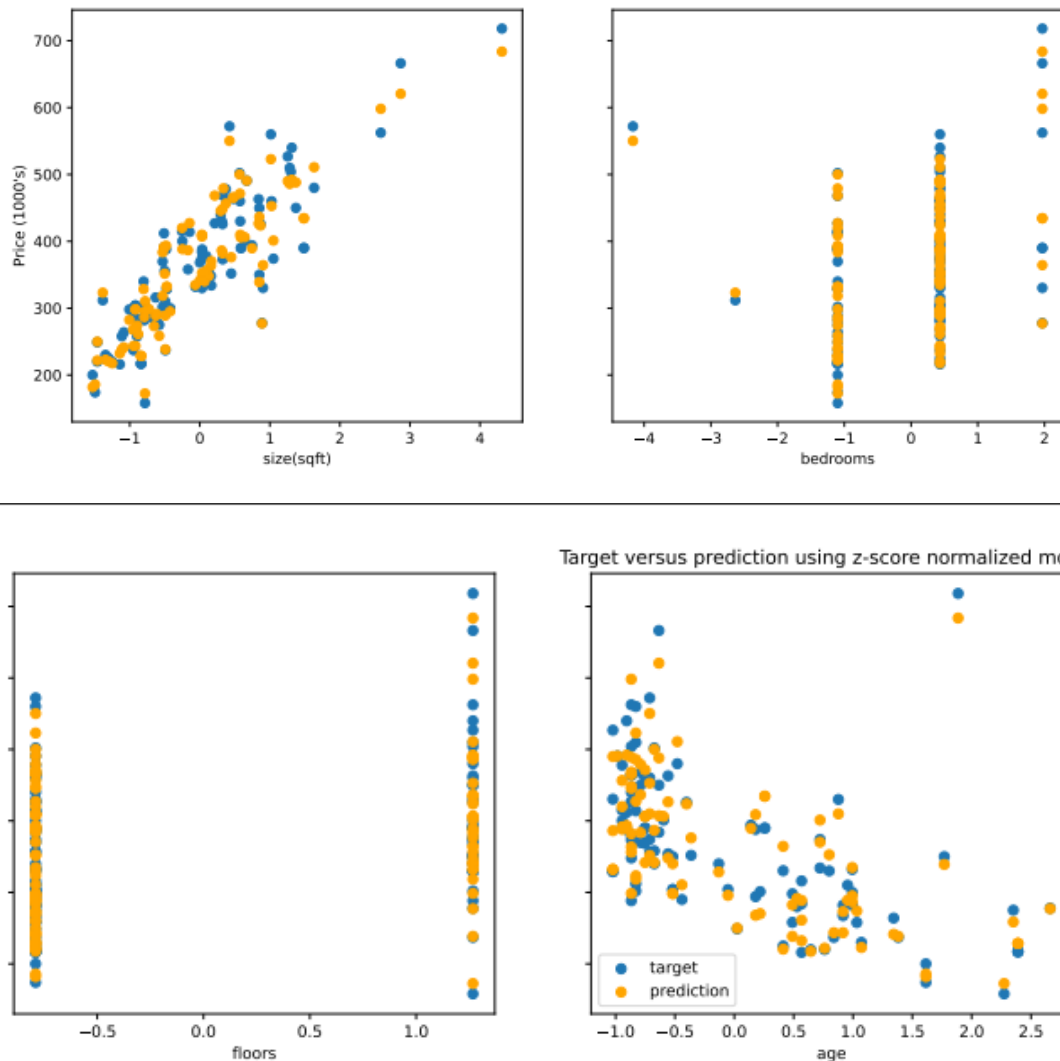 700
600
500
400
300
200
Price (1000's)
−1 0 1 2 3 4
size(sqft)
−4 −3 −2 −1 0 1 2
bedrooms
Target versus prediction using z-score normalized mo
−0.5 0.0 0.5 1.0
floors
target
prediction
−1.0 −0.5 0.0 0.5 1.0 1.5 2.0 2.5
age